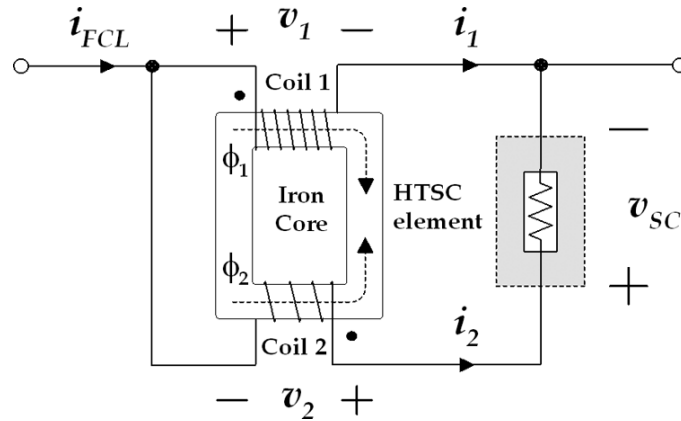 i_FCL + v_1 − i_1
Coil 1
ϕ_1
Iron Core
HTSC element
−
v_SC
+
ϕ_2
Coil 2
i_2
− v_2 +